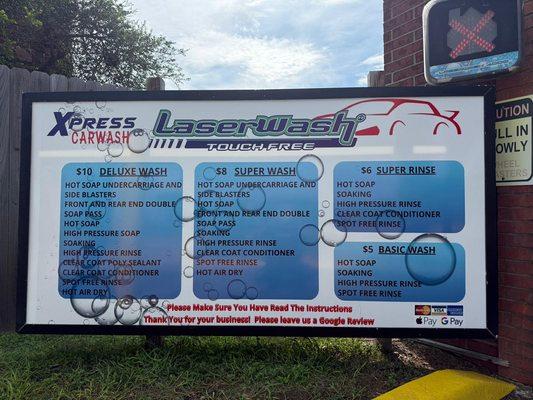 XPRESS
CARWASH
LaserWash®
TOUCH FREE
$10 DELUXE WASH
HOT SOAP UNDERCARRIAGE AND
SIDE BLASTERS
FRONT AND REAR END DOUBLE
SOAP PASS
HOT SOAP
HIGH PRESSURE SOAP
SOAKING
HIGH PRESSURE RINSE
CLEAR COAT POLY SEALANT
CLEAR COAT CONDITIONER
SPOT FREE RINSE
HOT AIR DRY
$8 SUPER WASH
HOT SOAP UNDERCARRIAGE AND
SIDE BLASTERS
FRONT AND REAR END DOUBLE
SOAP PASS
SOAKING
HIGH PRESSURE RINSE
CLEAR COAT CONDITIONER
SPOT FREE RINSE
HOT AIR DRY
$6 SUPER RINSE
HOT SOAP
SOAKING
HIGH PRESSURE RINSE
CLEAR COAT CONDITIONER
SPOT FREE RINSE
$5 BASIC WASH
HOT SOAP
SOAKING
HIGH PRESSURE RINSE
SPOT FREE RINSE
VISA
Pay G Pay
Please Make Sure You Have Read The Instructions
Thank You for your business! Please leave us a Google Review
CAUTION
PULL IN
SLOWLY
WHEEL